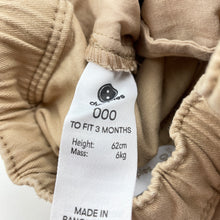 000
TO FIT 3 MONTHS
Height: 62cm
Mass: 6kg
MADE IN